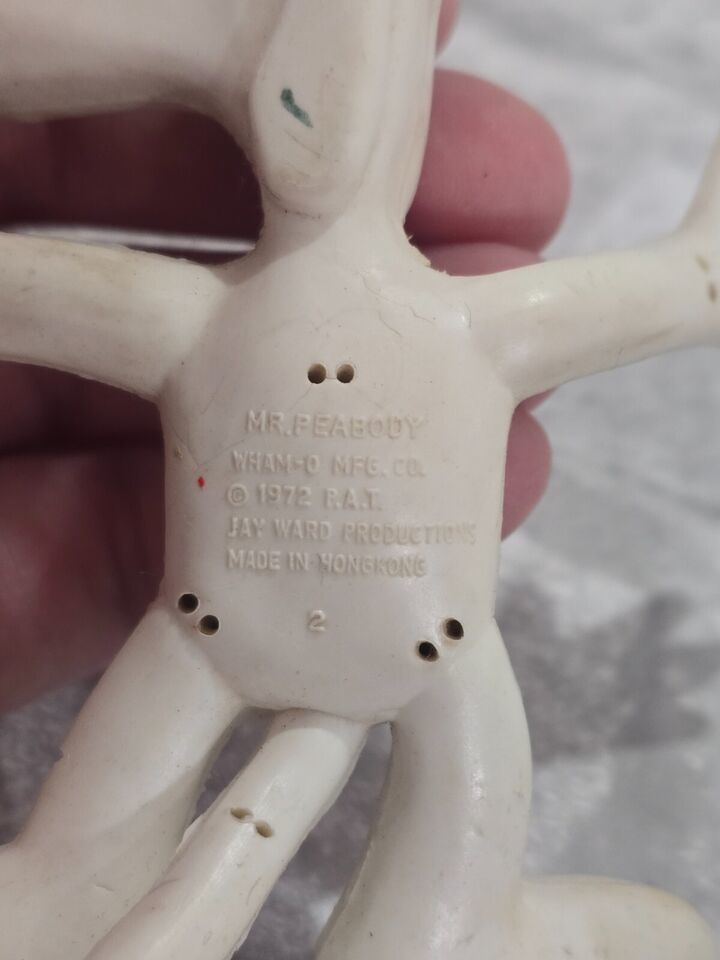 MR. PEABODY
WHAM-O MFG. CO.
© 1972 P.A.T.
JAY WARD PRODUCTIONS
MADE IN HONGKONG
2